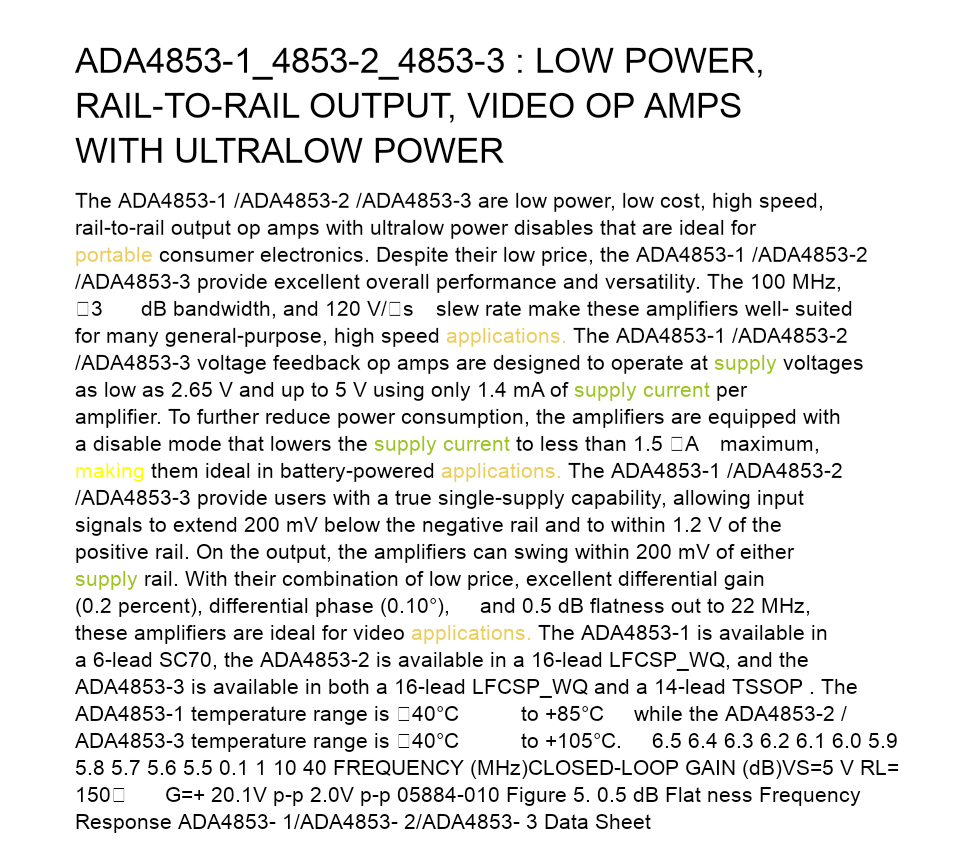 ADA4853-1_4853-2_4853-3 : LOW POWER,
RAIL-TO-RAIL OUTPUT, VIDEO OP AMPS
WITH ULTRALOW POWER
The ADA4853-1 /ADA4853-2 /ADA4853-3 are low power, low cost, high speed,
rail-to-rail output op amps with ultralow power disables that are ideal for
portable consumer electronics. Despite their low price, the ADA4853-1 /ADA4853-2
/ADA4853-3 provide excellent overall performance and versatility. The 100 MHz,
□3 dB bandwidth, and 120 V/□s slew rate make these amplifiers well- suited
for many general-purpose, high speed applications. The ADA4853-1 /ADA4853-2
/ADA4853-3 voltage feedback op amps are designed to operate at supply voltages
as low as 2.65 V and up to 5 V using only 1.4 mA of supply current per
amplifier. To further reduce power consumption, the amplifiers are equipped with
a disable mode that lowers the supply current to less than 1.5 □A maximum,
making them ideal in battery-powered applications. The ADA4853-1 /ADA4853-2
/ADA4853-3 provide users with a true single-supply capability, allowing input
signals to extend 200 mV below the negative rail and to within 1.2 V of the
positive rail. On the output, the amplifiers can swing within 200 mV of either
supply rail. With their combination of low price, excellent differential gain
(0.2 percent), differential phase (0.10°), and 0.5 dB flatness out to 22 MHz,
these amplifiers are ideal for video applications. The ADA4853-1 is available in
a 6-lead SC70, the ADA4853-2 is available in a 16-lead LFCSP_WQ, and the
ADA4853-3 is available in both a 16-lead LFCSP_WQ and a 14-lead TSSOP . The
ADA4853-1 temperature range is □40°C to +85°C while the ADA4853-2 /
ADA4853-3 temperature range is □40°C to +105°C. 6.5 6.4 6.3 6.2 6.1 6.0 5.9
5.8 5.7 5.6 5.5 0.1 1 10 40 FREQUENCY (MHz)CLOSED-LOOP GAIN (dB)VS=5 V RL=
150□ G=+ 20.1V p-p 2.0V p-p 05884-010 Figure 5. 0.5 dB Flat ness Frequency
Response ADA4853- 1/ADA4853- 2/ADA4853- 3 Data Sheet